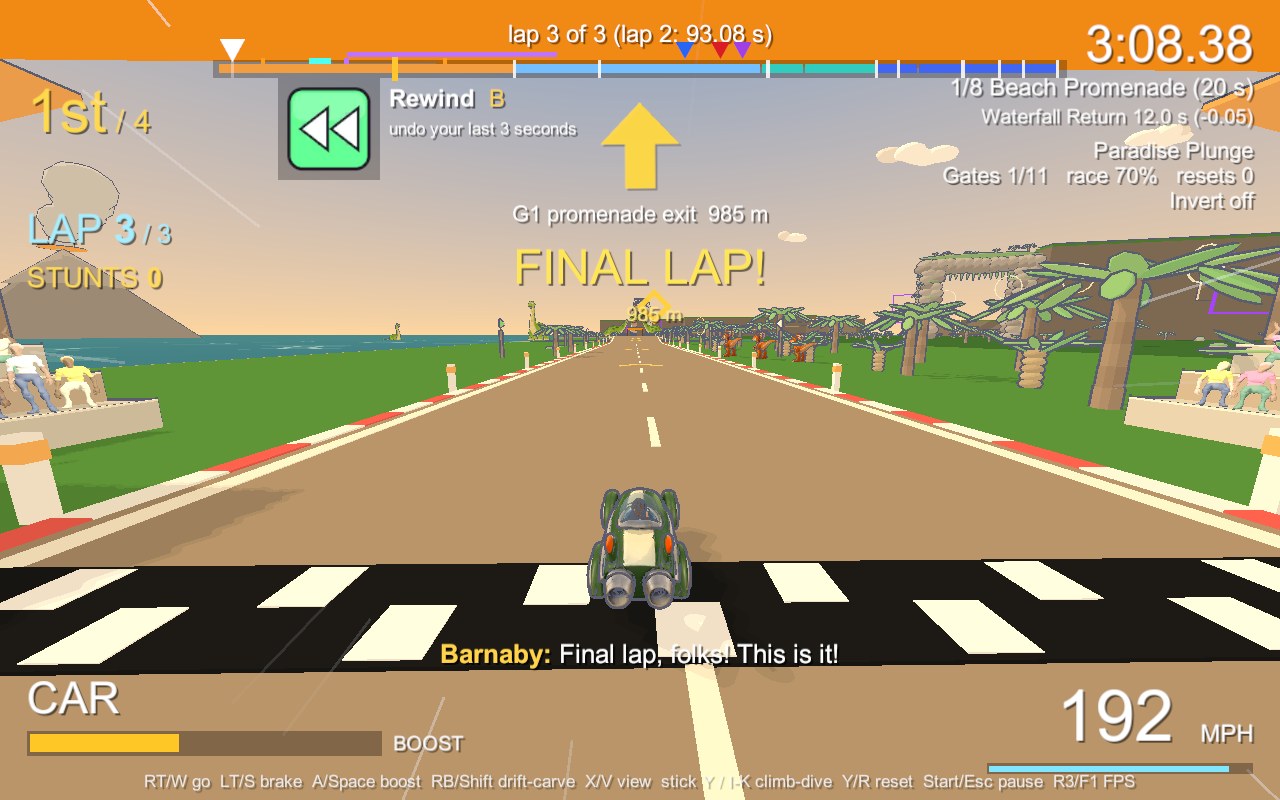 lap 3 of 3 (lap 2: 93.08 s)
3:08.38
1/8 Beach Promenade (20 s)
Waterfall Return 12.0 s (-0.05)
Paradise Plunge
Gates 1/11 race 70% resets 0
Invert off
1st / 4
Rewind B
undo your last 3 seconds
G1 promenade exit 985 m
LAP 3 / 3
STUNTS 0
FINAL LAP!
985 m
Barnaby: Final lap, folks! This is it!
CAR
BOOST
192 MPH
RT/W go LT/S brake A/Space boost RB/Shift drift-carve X/V view stick Y / I-K climb-dive Y/R reset Start/Esc pause R3/F1 FPS